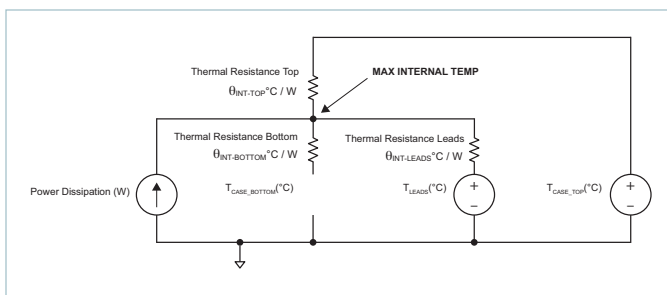 Thermal Resistance Top
θINT-TOP°C / W
MAX INTERNAL TEMP
Thermal Resistance Bottom
θINT-BOTTOM°C / W
Thermal Resistance Leads
θINT-LEADS°C / W
Power Dissipation (W)
TCASE_BOTTOM(°C)
TLEADS(°C)
TCASE_TOP(°C)
+
–
+
–